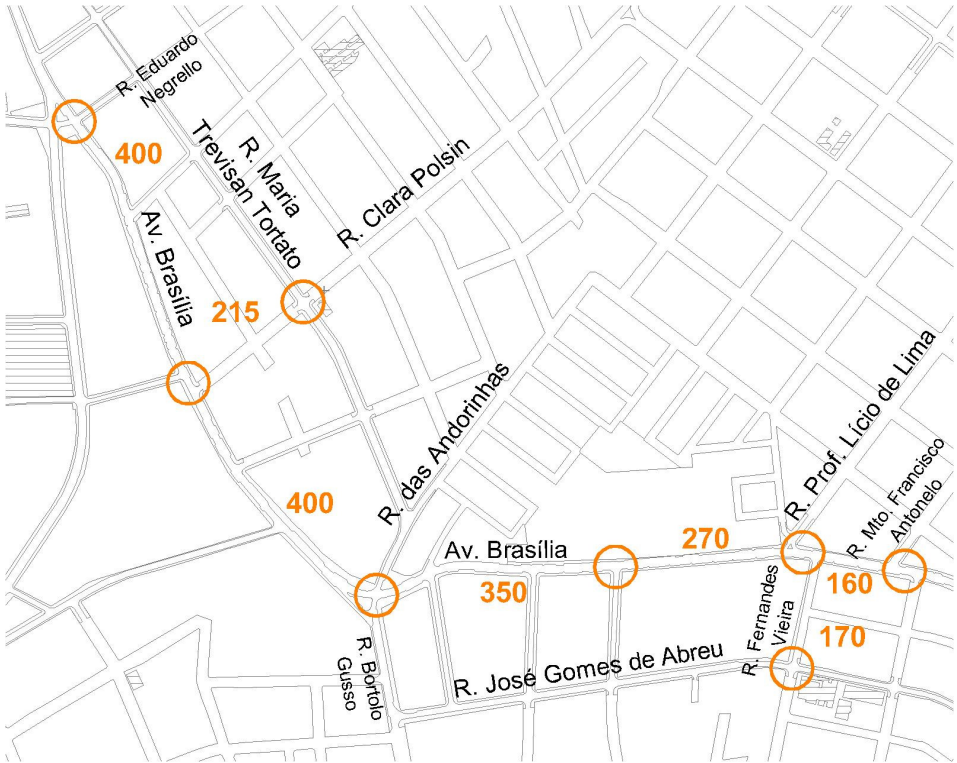 R. Eduardo
Negrello
400
R. Maria
Trevisan Tortato
R. Clara Polsin
Av. Brasília
215
R. das Andorinhas
400
R. Prof. Lício de Lima
R. Mto. Francisco
Antonelo
Av. Brasília
270
350
160
R. Fernandes
Vieira
170
R. Bortolo
Gusso
R. José Gomes de Abreu